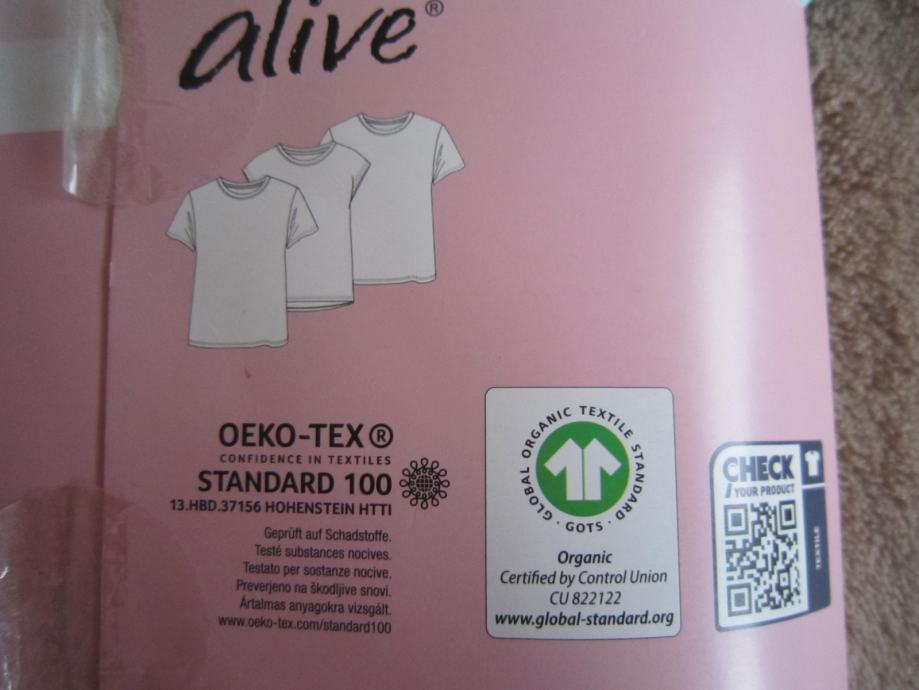 alive®
OEKO-TEX®
CONFIDENCE IN TEXTILES
STANDARD 100
13.HBD.37156 HOHENSTEIN HTTI
Geprüft auf Schadstoffe.
Testé substances nocives.
Testato per sostanze nocive.
Preverjeno na škodljive snovi.
Ártalmas anyagokra vizsgált.
www.oeko-tex.com/standard100
GLOBAL ORGANIC TEXTILE STANDARD
· GOTS ·
Organic
Certified by Control Union
CU 822122
www.global-standard.org
CHECK
YOUR PRODUCT
TEXTILE